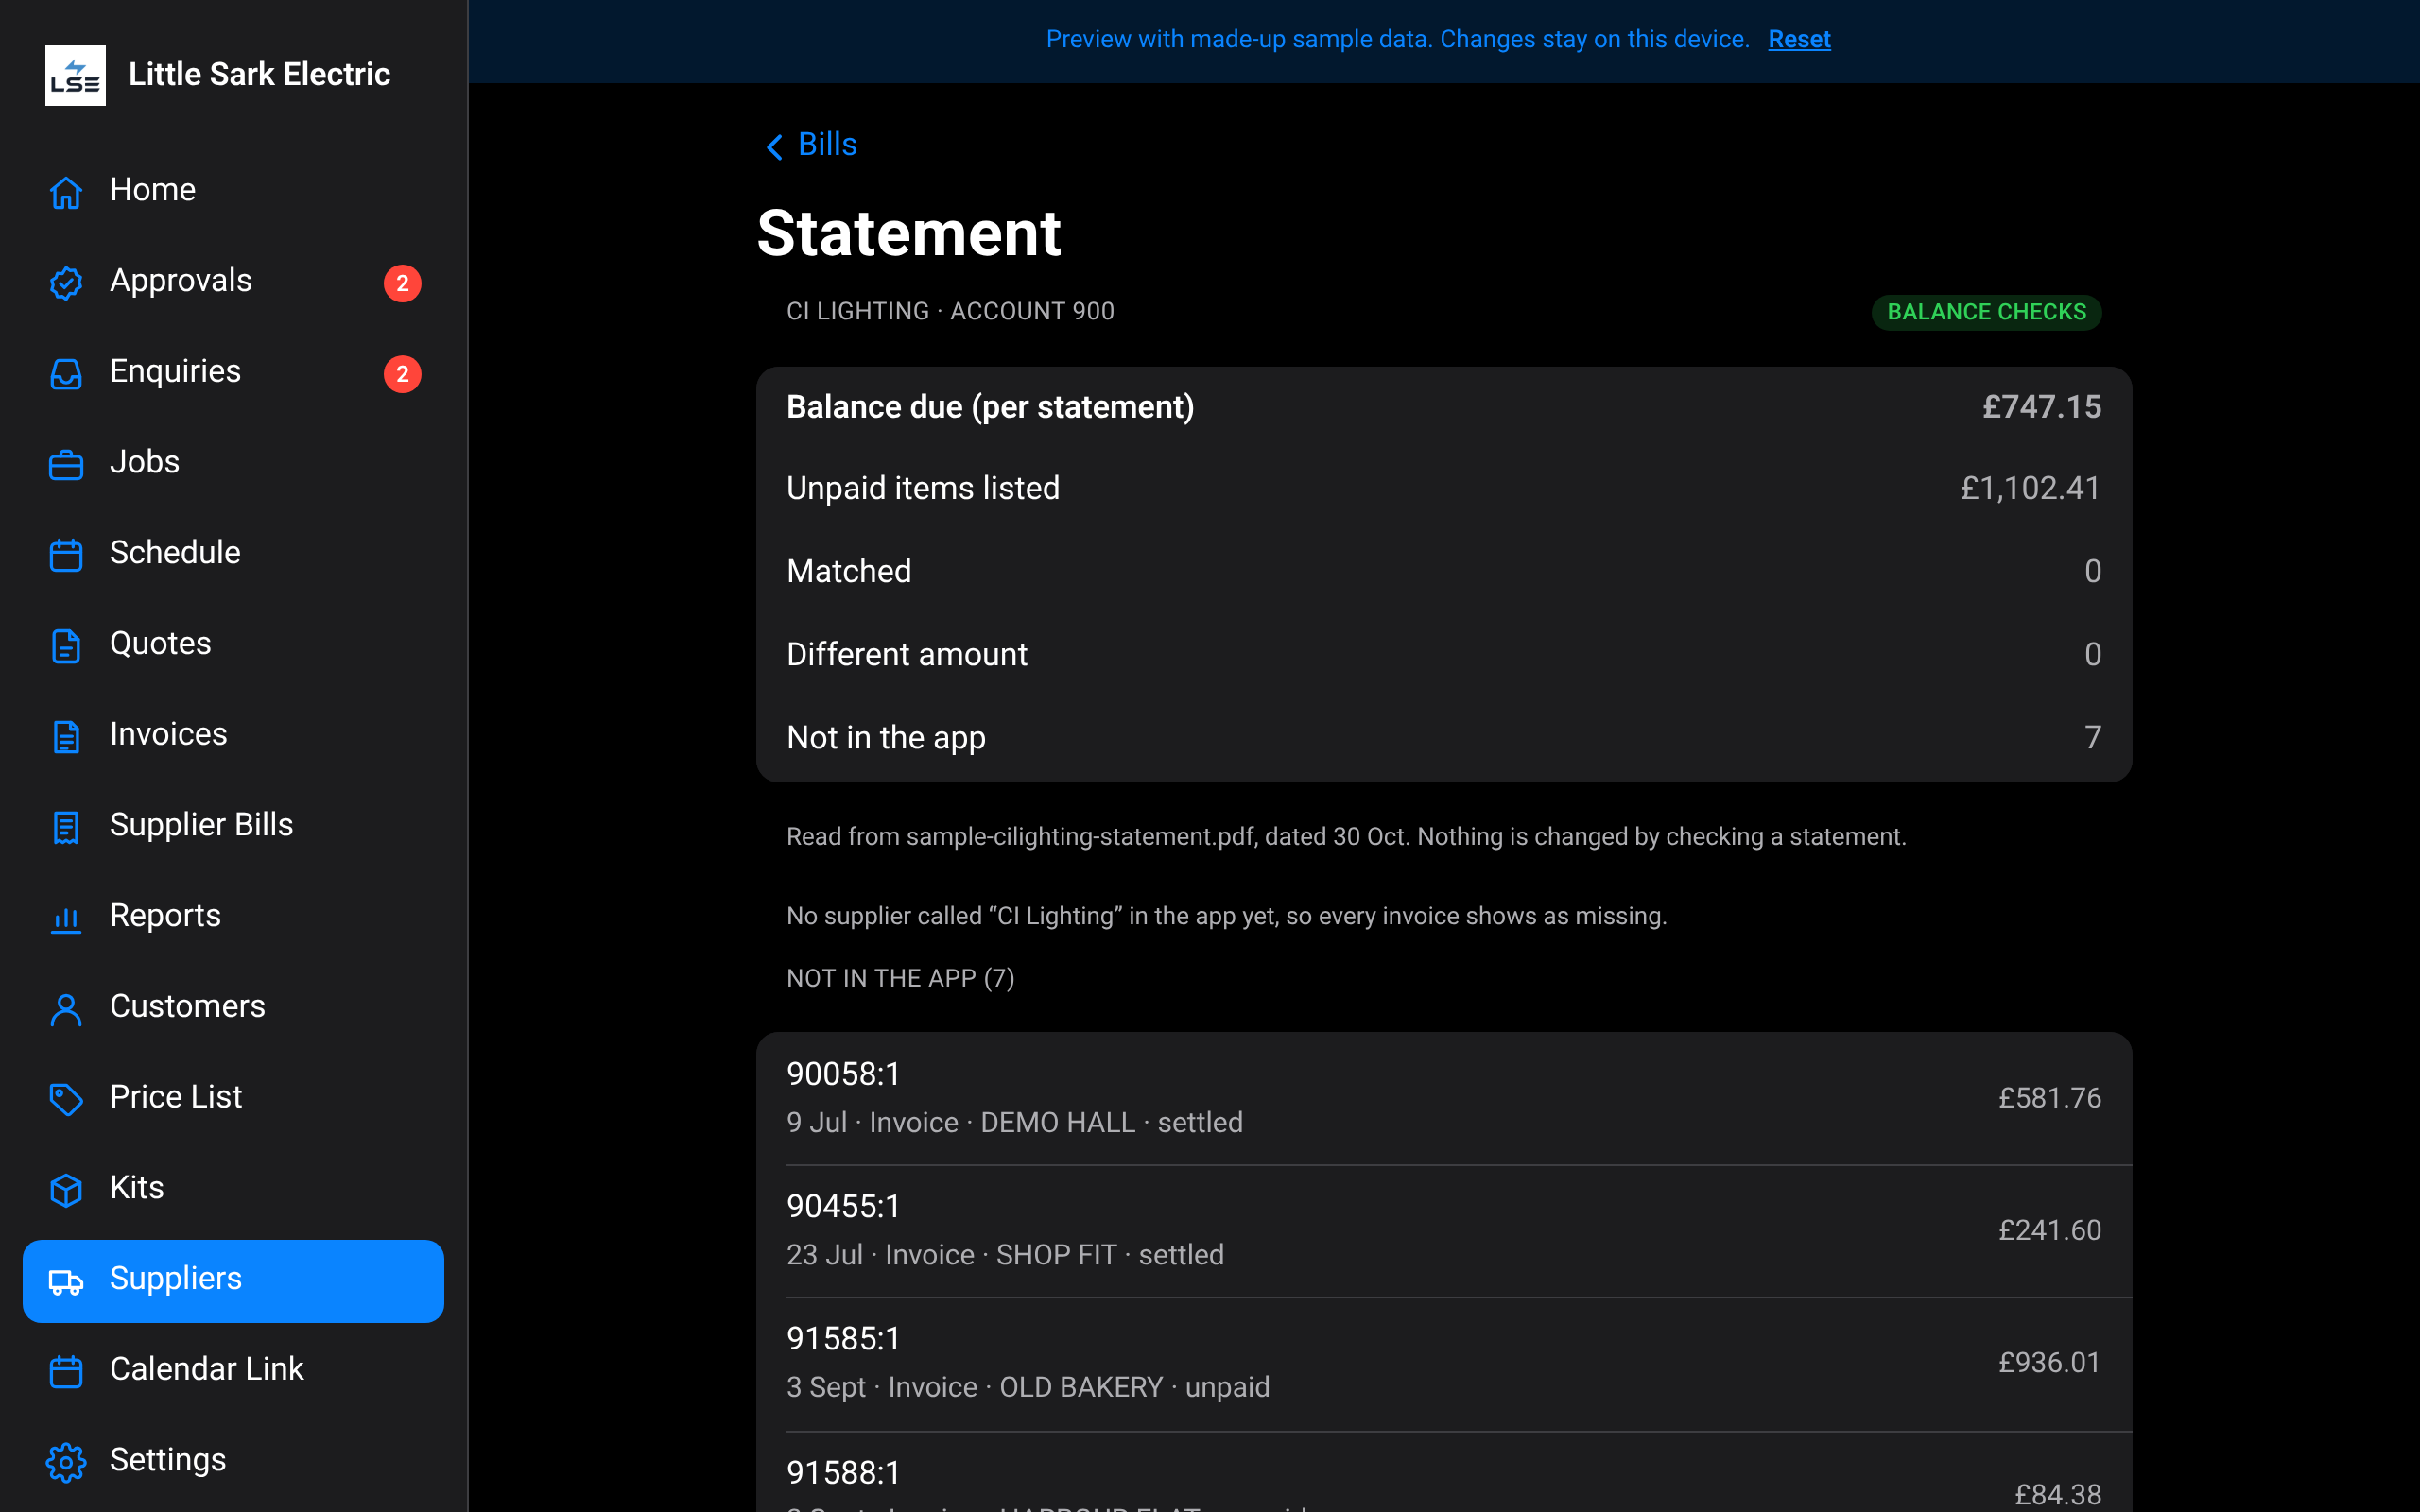 LSE
Little Sark Electric
Home
Approvals 2
Enquiries 2
Jobs
Schedule
Quotes
Invoices
Supplier Bills
Reports
Customers
Price List
Kits
Suppliers
Calendar Link
Settings
Preview with made-up sample data. Changes stay on this device. Reset
Bills
Statement
CI LIGHTING · ACCOUNT 900 BALANCE CHECKS
Balance due (per statement) £747.15
Unpaid items listed £1,102.41
Matched 0
Different amount 0
Not in the app 7
Read from sample-cilighting-statement.pdf, dated 30 Oct. Nothing is changed by checking a statement.
No supplier called “CI Lighting” in the app yet, so every invoice shows as missing.
NOT IN THE APP (7)
90058:1
9 Jul · Invoice · DEMO HALL · settled £581.76
90455:1
23 Jul · Invoice · SHOP FIT · settled £241.60
91585:1
3 Sept · Invoice · OLD BAKERY · unpaid £936.01
91588:1
£84.38